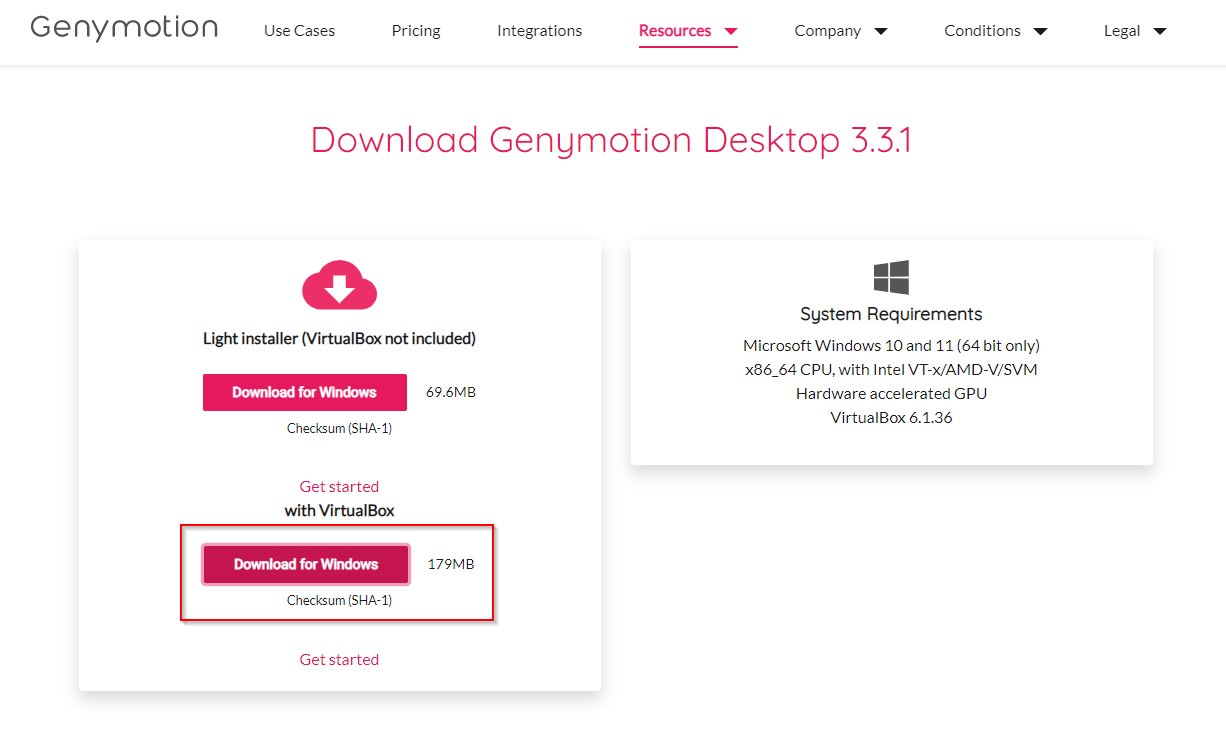 Genymotion
Use Cases
Pricing
Integrations
Resources
Company
Conditions
Legal
Download Genymotion Desktop 3.3.1
Light installer (VirtualBox not included)
Download for Windows 69.6MB
Checksum (SHA-1)
Get started
with VirtualBox
Download for Windows 179MB
Checksum (SHA-1)
Get started
System Requirements
Microsoft Windows 10 and 11 (64 bit only)
x86_64 CPU, with Intel VT-x/AMD-V/SVM
Hardware accelerated GPU
VirtualBox 6.1.36